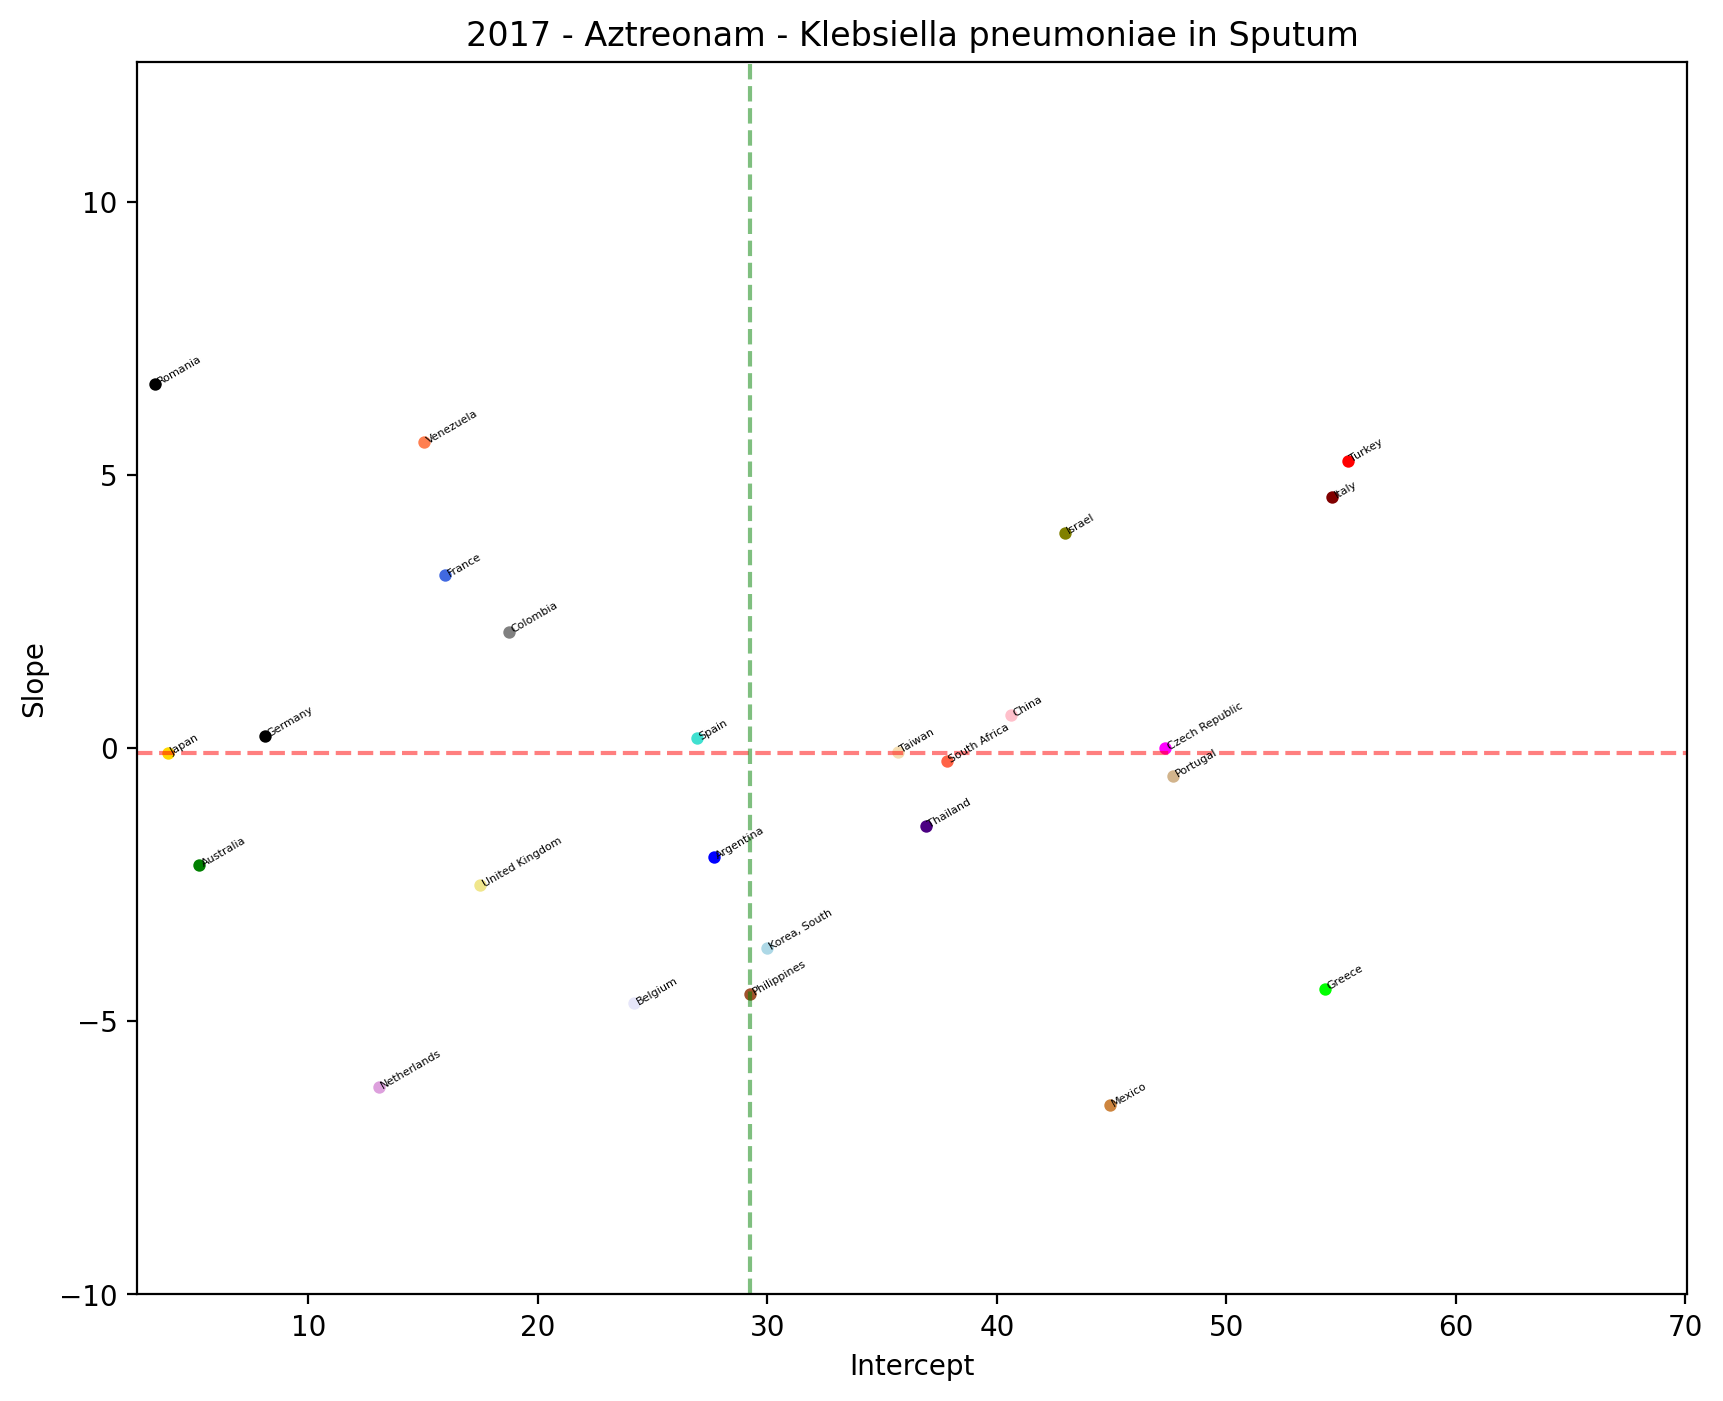 2017 - Aztreonam - Klebsiella pneumoniae in Sputum
10
5
0
−5
−10
Slope
Romania
Venezuela
Turkey
Italy
Israel
France
Colombia
China
Germany
Spain
Czech Republic
Japan
Taiwan
South Africa
Portugal
Thailand
Argentina
Australia
United Kingdom
Korea, South
Philippines
Belgium
Greece
Netherlands
Mexico
10 20 30 40 50 60 70
Intercept